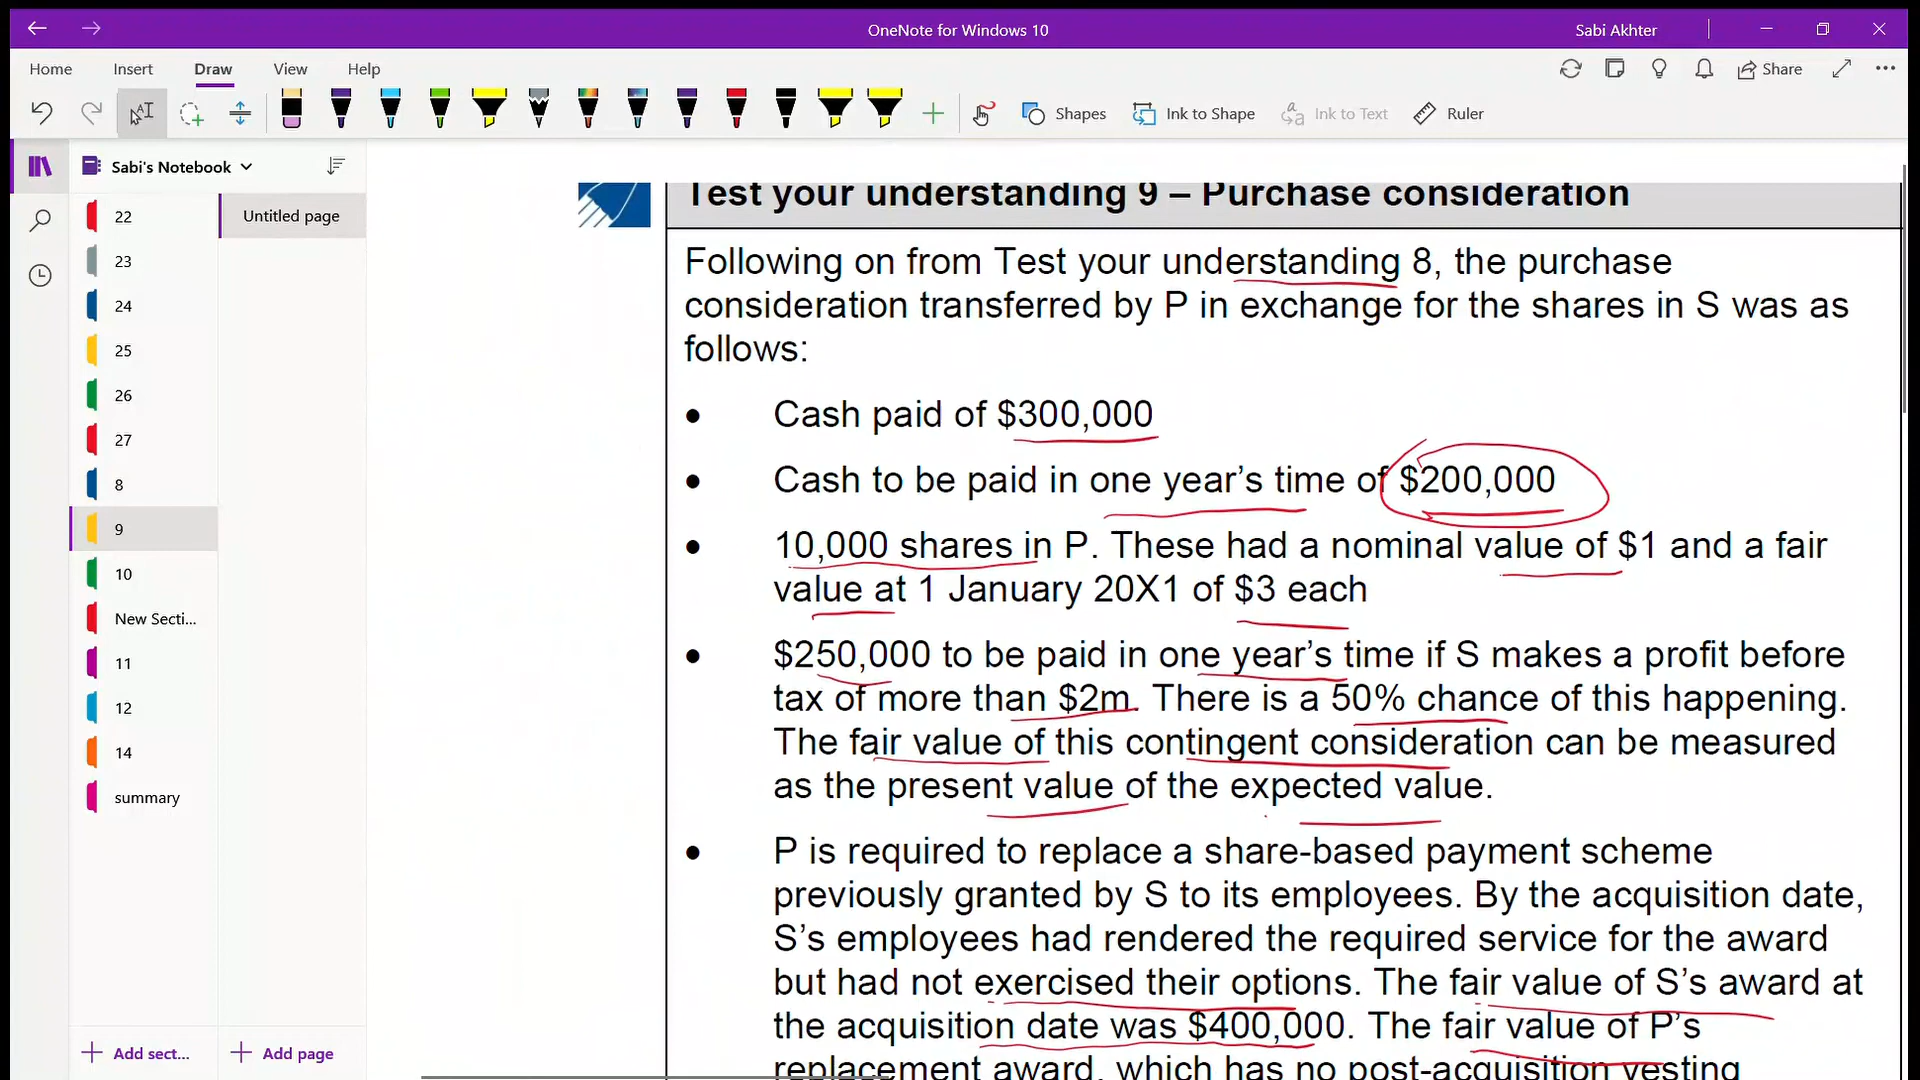 OneNote for Windows 10
Sabi Akhter
Home Insert Draw View Help
Share
Shapes Ink to Shape Ink to Text Ruler
Sabi's Notebook
22
23
24
25
26
27
8
9
10
New Secti...
11
12
14
summary
Add sect...
Untitled page
Add page
Test your understanding 9 – Purchase consideration
Following on from Test your understanding 8, the purchase
consideration transferred by P in exchange for the shares in S was as
follows:
• Cash paid of $300,000
• Cash to be paid in one year's time of $200,000
• 10,000 shares in P. These had a nominal value of $1 and a fair
value at 1 January 20X1 of $3 each
• $250,000 to be paid in one year's time if S makes a profit before
tax of more than $2m. There is a 50% chance of this happening.
The fair value of this contingent consideration can be measured
as the present value of the expected value.
• P is required to replace a share-based payment scheme
previously granted by S to its employees. By the acquisition date,
S's employees had rendered the required service for the award
but had not exercised their options. The fair value of S's award at
the acquisition date was $400,000. The fair value of P's
replacement award, which has no post-acquisition vesting